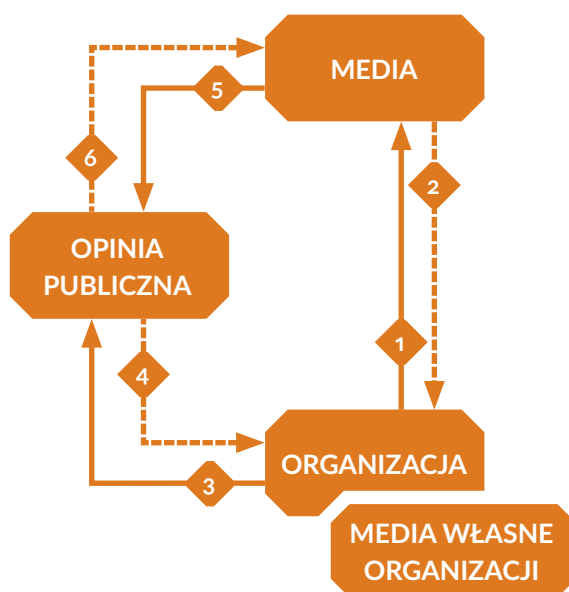 MEDIA
5
6
2
OPINIA
PUBLICZNA
1
4
ORGANIZACJA
3
MEDIA WŁASNE
ORGANIZACJI